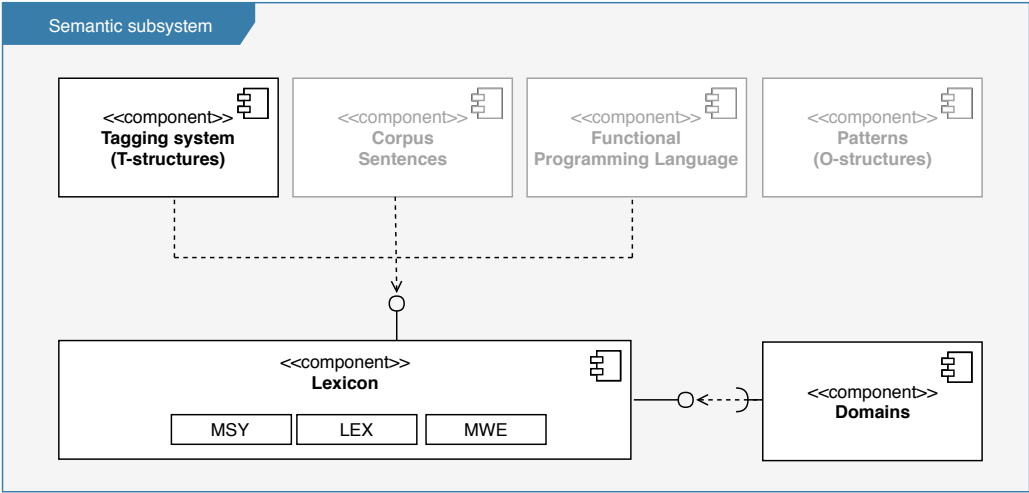 Semantic subsystem
<<component>>
Tagging system
(T-structures)
<<component>>
Corpus
Sentences
<<component>>
Functional
Programming Language
<<component>>
Patterns
(O-structures)
<<component>>
Lexicon
MSY
LEX
MWE
<<component>>
Domains